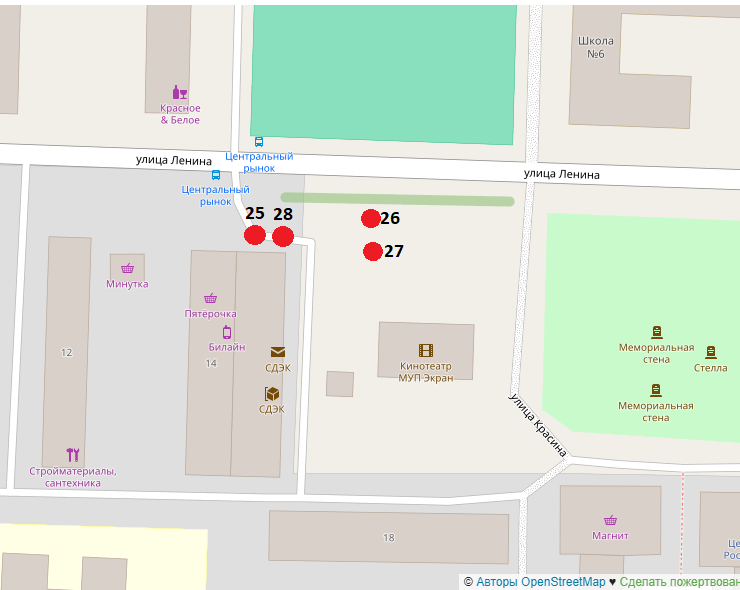 Школа
№6
Красное
& Белое
улица Ленина
Центральный
рынок
улица Ленина
Центральный
рынок
25
28
26
27
Минутка
Пятёрочка
Билайн
12
14
СДЭК
СДЭК
Кинотеатр
МУП Экран
Мемориальная
стена
Стелла
Мемориальная
стена
улица Красина
Стройматериалы,
сантехника
18
Магнит
Це
Рос
© Авторы OpenStreetMap ♥ Сделать пожертвован